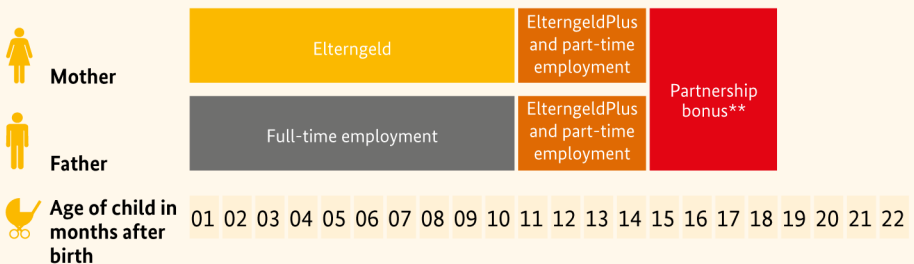 Mother
Elterngeld
ElterngeldPlus
and part-time
employment
Partnership
bonus**
Father
Full-time employment
ElterngeldPlus
and part-time
employment
Age of child in
months after
birth
01 02 03 04 05 06 07 08 09 10 11 12 13 14 15 16 17 18 19 20 21 22